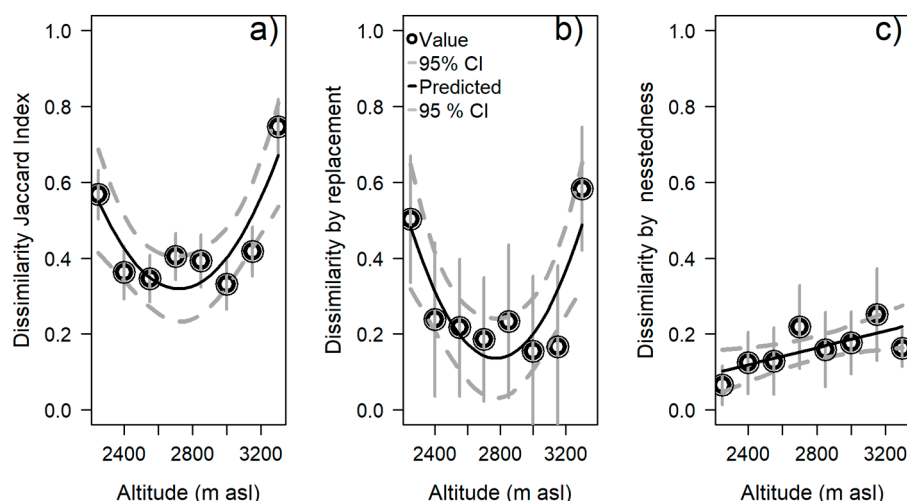 a)
1.0
0.8
0.6
0.4
0.2
0.0
Dissimilarity Jaccard Index
2400 2800 3200
Altitude (m asl)
b)
Value
95% CI
Predicted
95 % CI
1.0
0.8
0.6
0.4
0.2
0.0
Dissimilarity by replacement
2400 2800 3200
Altitude (m asl)
c)
1.0
0.8
0.6
0.4
0.2
0.0
Dissimilarity by nesstedness
2400 2800 3200
Altitude (m asl)